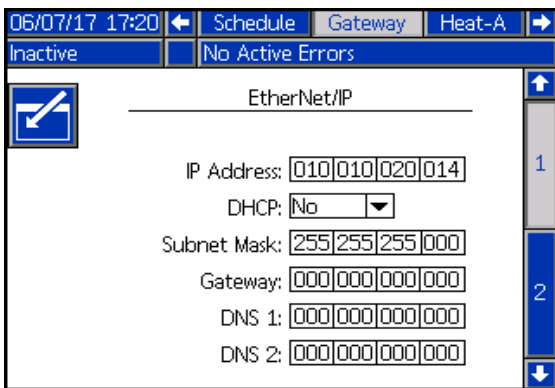 06/07/17 17:20 Schedule Gateway Heat-A
Inactive No Active Errors
EtherNet/IP
IP Address: 010 010 020 014
1
DHCP: No
Subnet Mask: 255 255 255 000
Gateway: 000 000 000 000
2
DNS 1: 000 000 000 000
DNS 2: 000 000 000 000